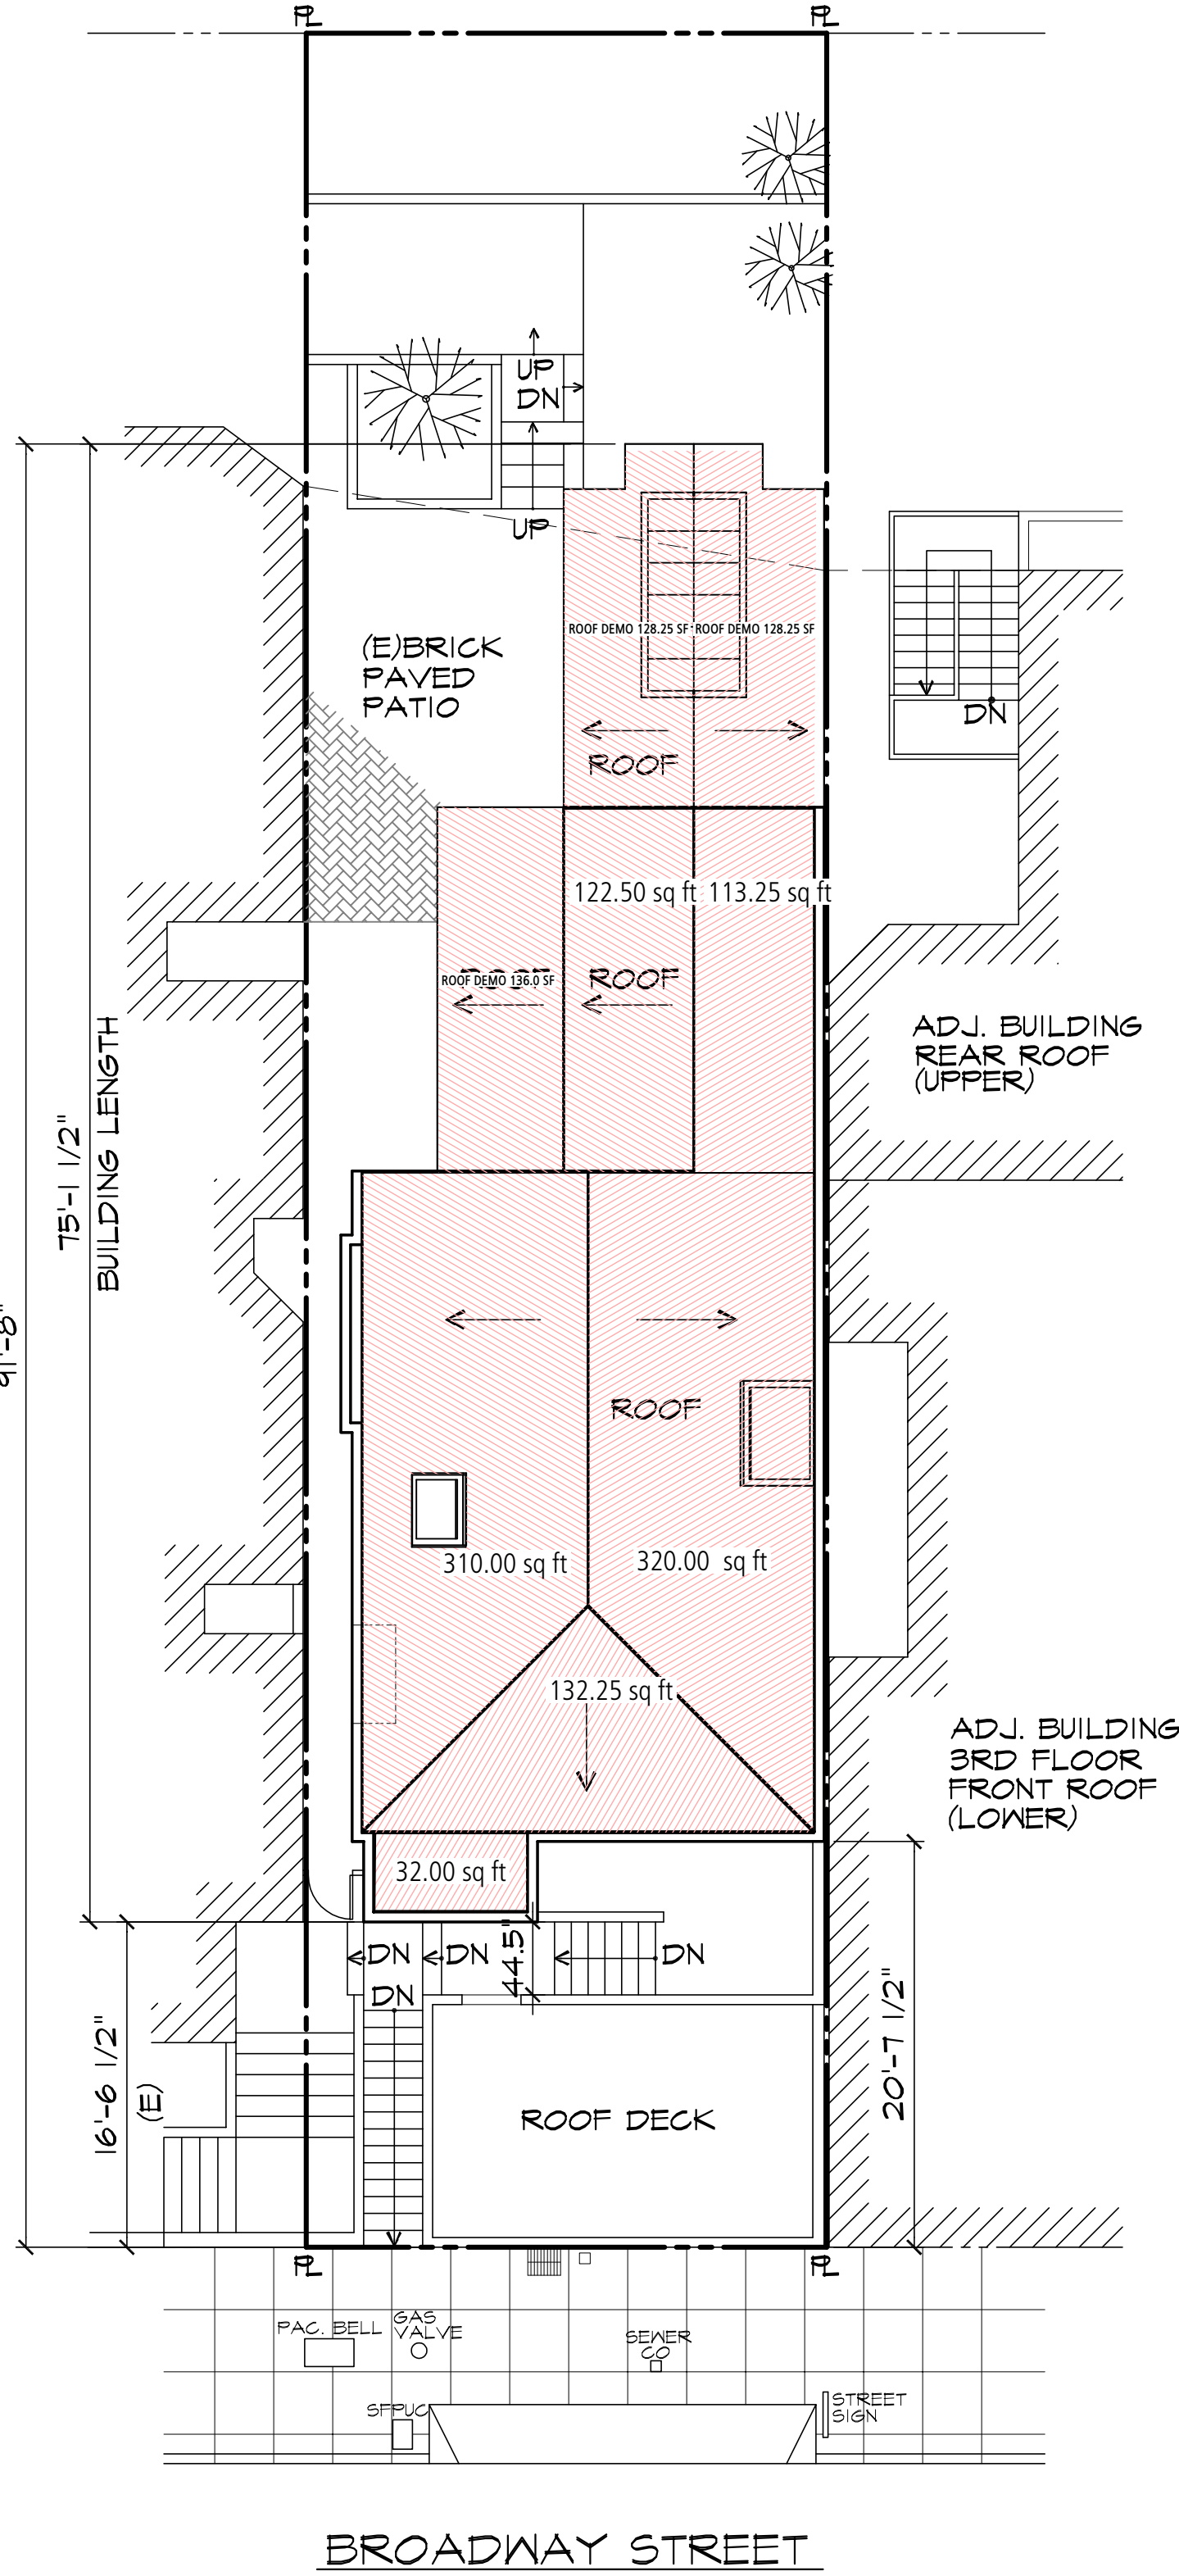 PL
PL
UP
DN
UP
(E)BRICK
PAVED
PATIO
ROOF DEMO 128.25 SF
ROOF DEMO 128.25 SF
DN
ROOF
122.50 sq ft
113.25 sq ft
ROOF
ROOF DEMO 136.0 SF
ROOF
ADJ. BUILDING
REAR ROOF
(UPPER)
75'-1 1/2"
BUILDING LENGTH
91'-8"
ROOF
310.00 sq ft
320.00 sq ft
132.25 sq ft
ADJ. BUILDING
3RD FLOOR
FRONT ROOF
(LOWER)
32.00 sq ft
DN
DN
44.5"
DN
DN
16'-6 1/2"
(E)
20'-7 1/2"
ROOF DECK
PL
PL
PAC. BELL
GAS
VALVE
SEWER
CO
SFPUC
STREET
SIGN
BROADWAY STREET